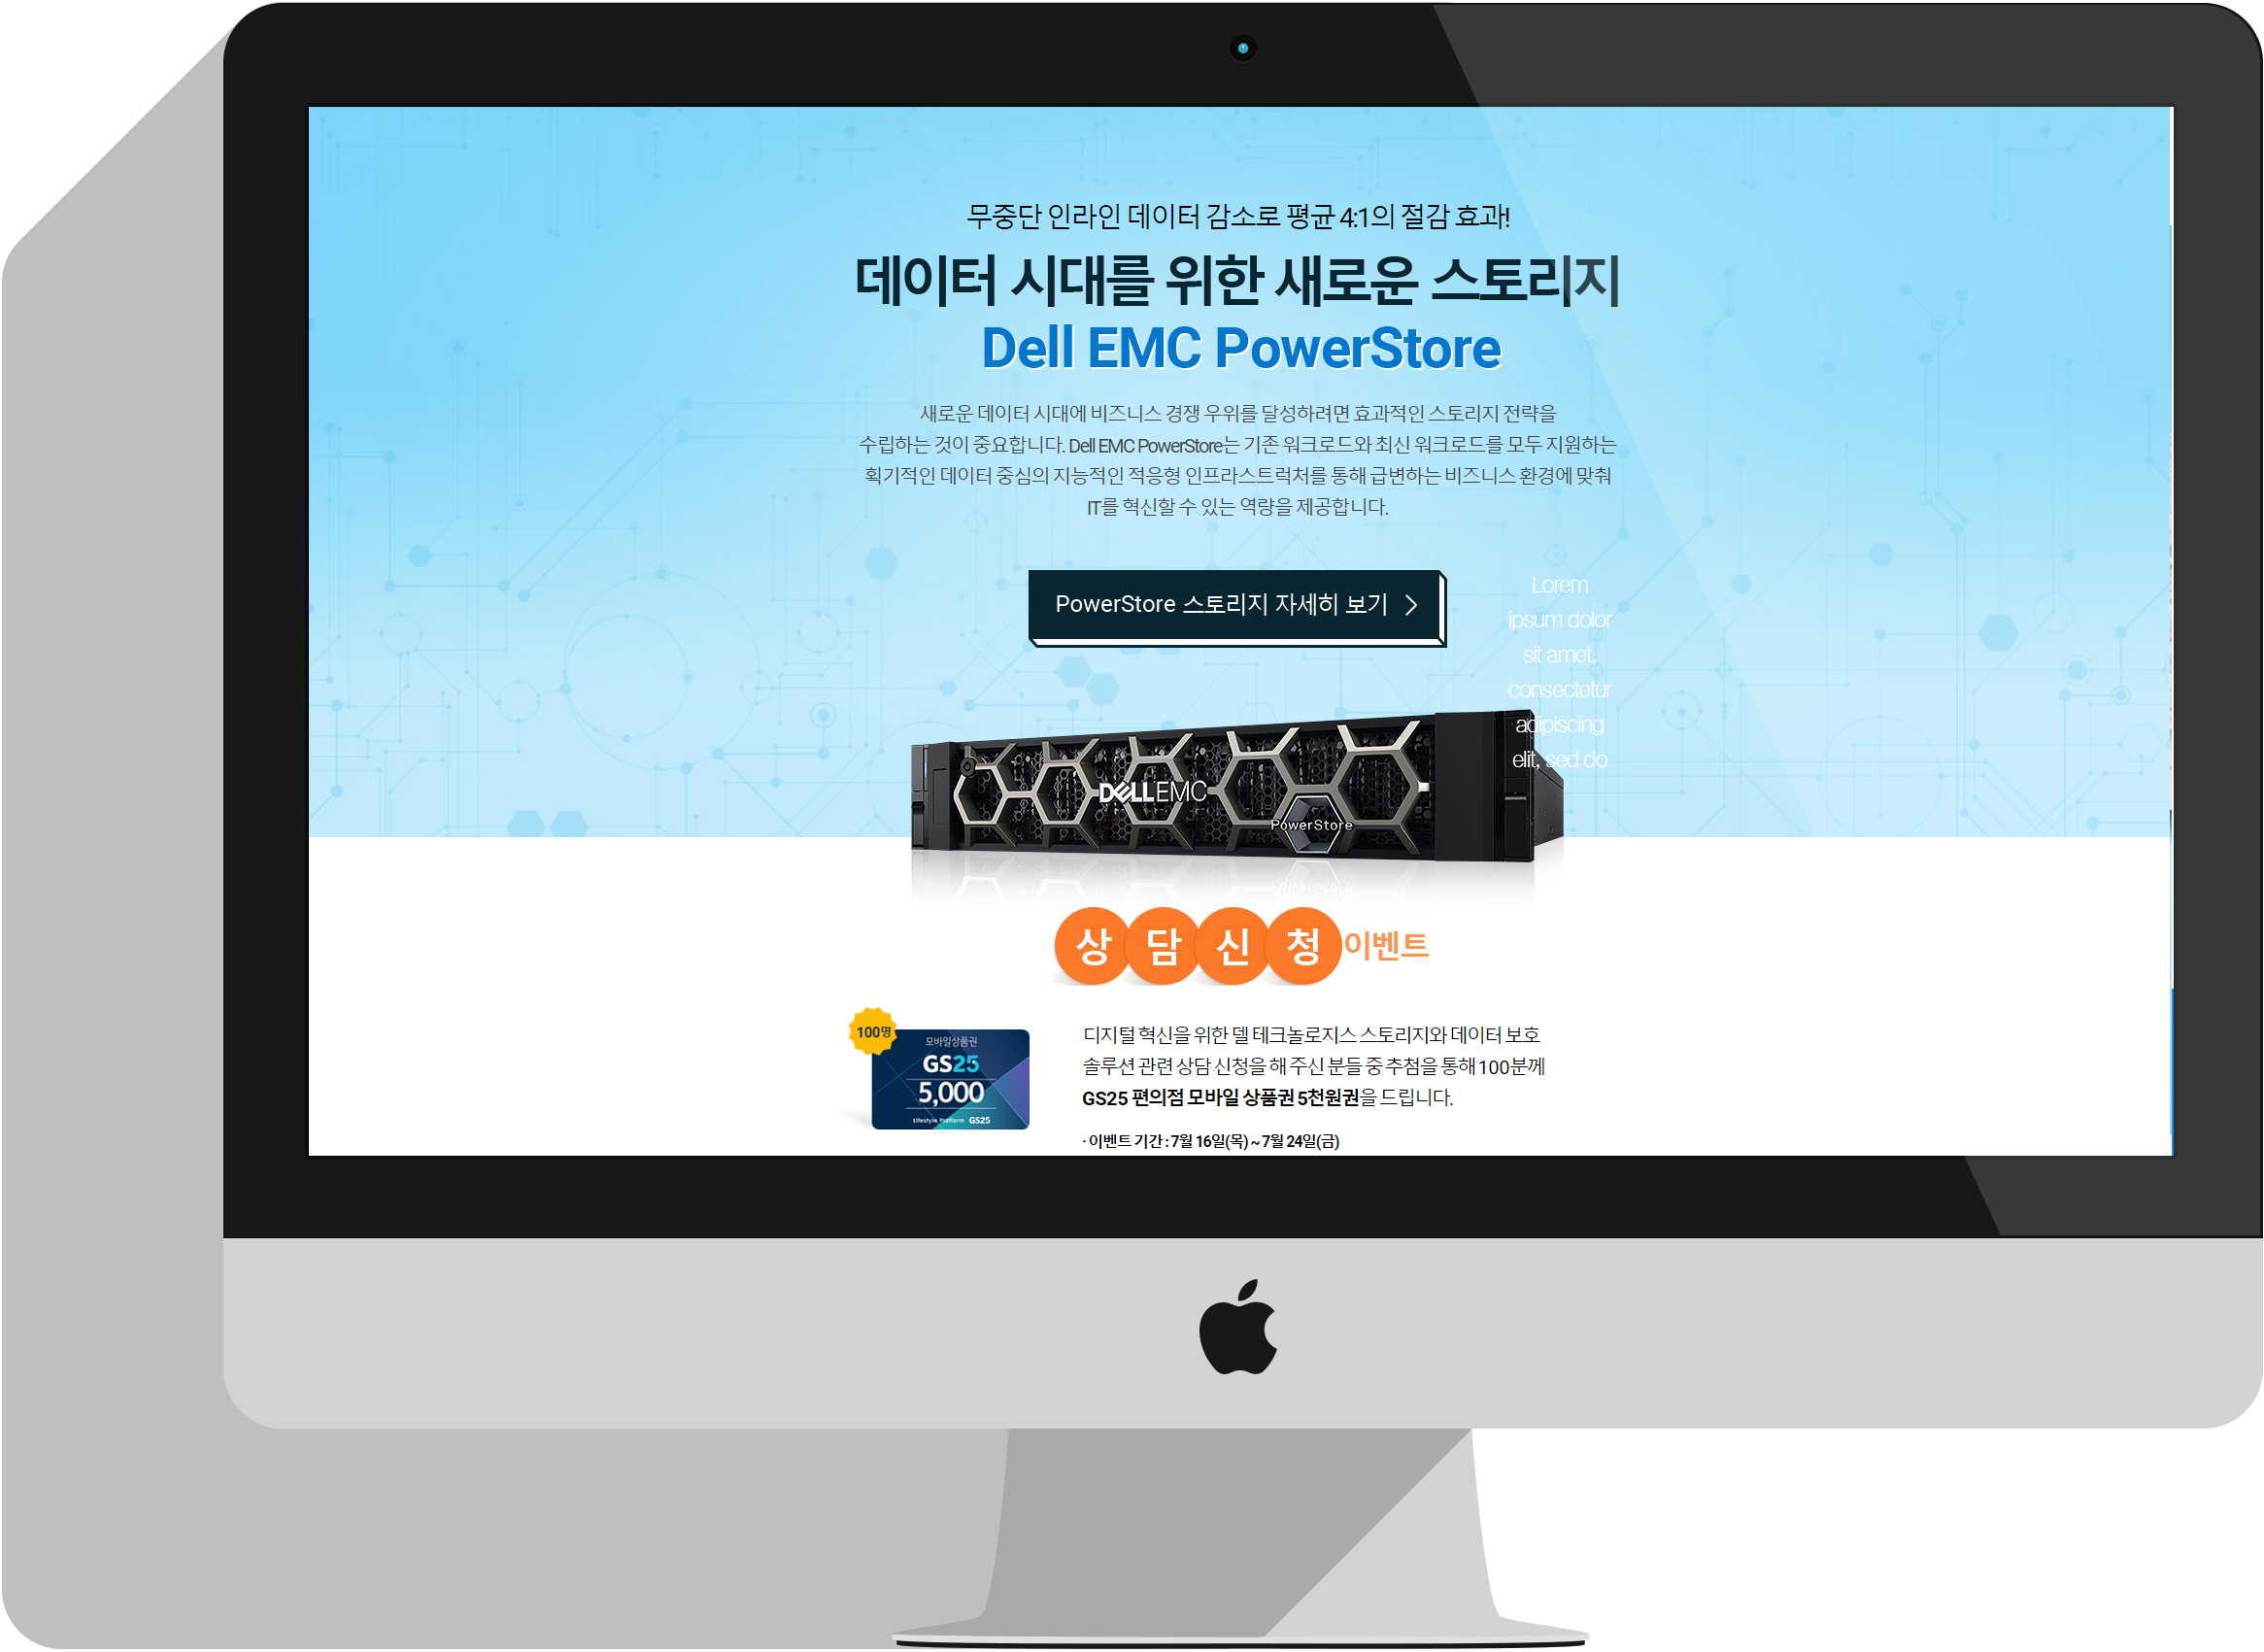 무중단 인라인 데이터 감소로 평균 4:1의 절감 효과!
데이터 시대를 위한 새로운 스토리지
Dell EMC PowerStore
새로운 데이터 시대에 비즈니스 경쟁 우위를 달성하려면 효과적인 스토리지 전략을
수립하는 것이 중요합니다. Dell EMC PowerStore는 기존 워크로드와 최신 워크로드를 모두 지원하는
획기적인 데이터 중심의 지능적인 적응형 인프라스트럭처를 통해 급변하는 비즈니스 환경에 맞춰
IT를 혁신할 수 있는 역량을 제공합니다.
PowerStore 스토리지 자세히 보기
Lorem
ipsum dolor
sit amet,
consectetur
adipiscing
elit, sed do
DELLEMC
PowerStore
상담신청이벤트
100명
모바일상품권
GS25
5,000
Lifestyle Platform GS25
디지털 혁신을 위한 델 테크놀로지스 스토리지와 데이터 보호
솔루션 관련 상담 신청을 해 주신 분들 중 추첨을 통해 100분께
GS25 편의점 모바일 상품권 5천원권을 드립니다.
· 이벤트 기간 : 7월 16일(목) ~ 7월 24일(금)